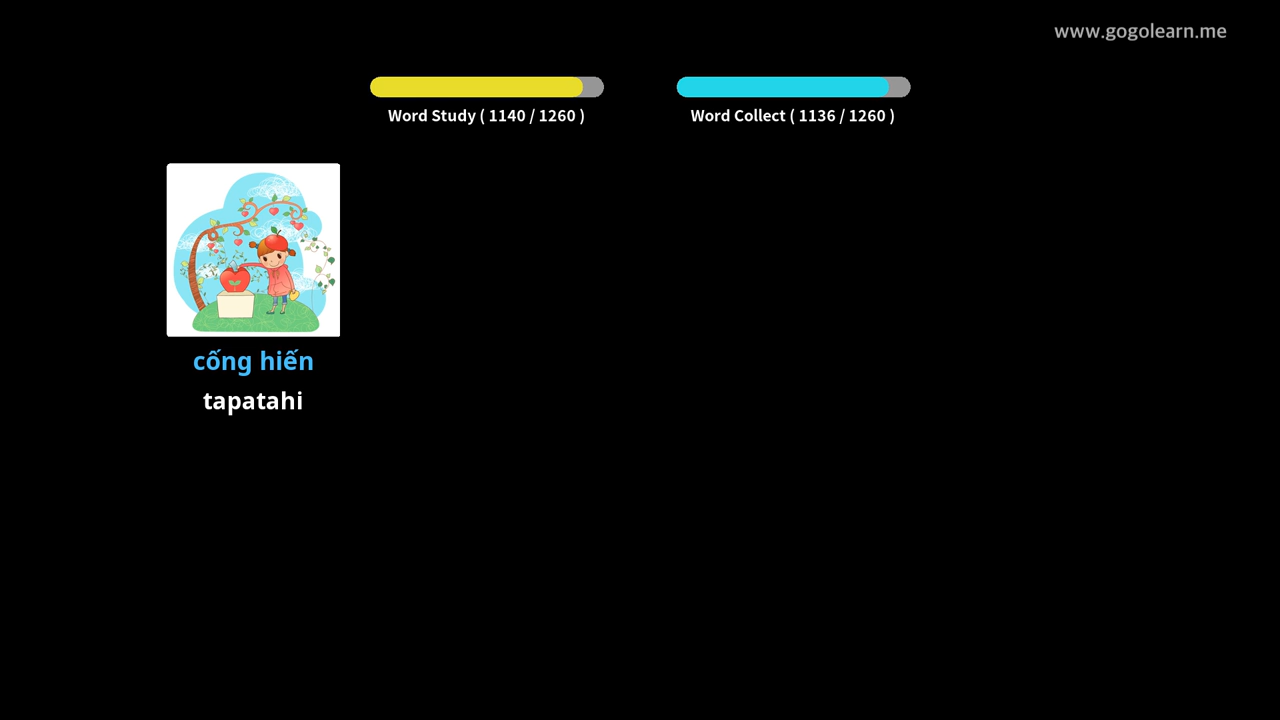 www.gogolearn.me
Word Study ( 1140 / 1260 )
Word Collect ( 1136 / 1260 )
cống hiến
tapatahi